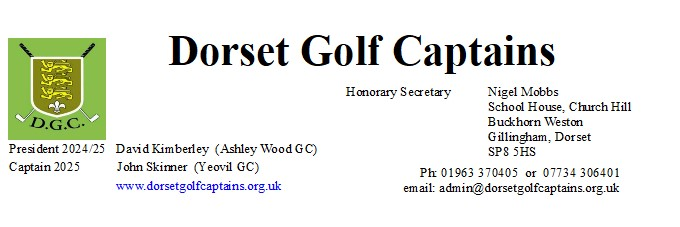 Dorset Golf Captains
D.G.C.
Honorary Secretary Nigel Mobbs
School House, Church Hill
Buckhorn Weston
Gillingham, Dorset
SP8 5HS
President 2024/25 David Kimberley (Ashley Wood GC)
Captain 2025 John Skinner (Yeovil GC)
www.dorsetgolfcaptains.org.uk
Ph: 01963 370405 or 07734 306401
email: admin@dorsetgolfcaptains.org.uk